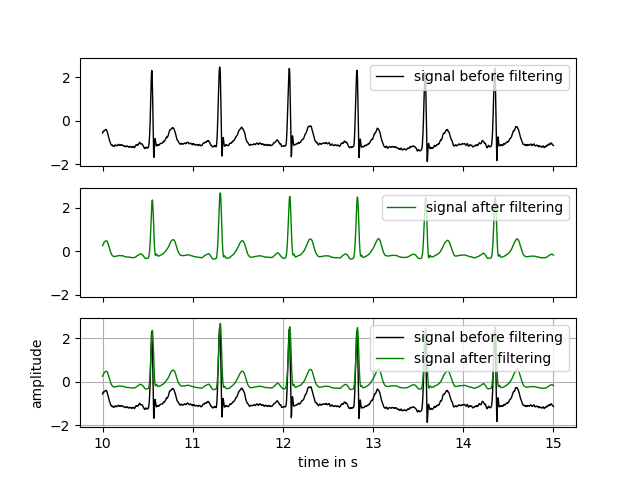 2
0
−2
signal before filtering
2
0
−2
signal after filtering
amplitude
2
0
−2
signal before filtering
signal after filtering
10 11 12 13 14 15
time in s